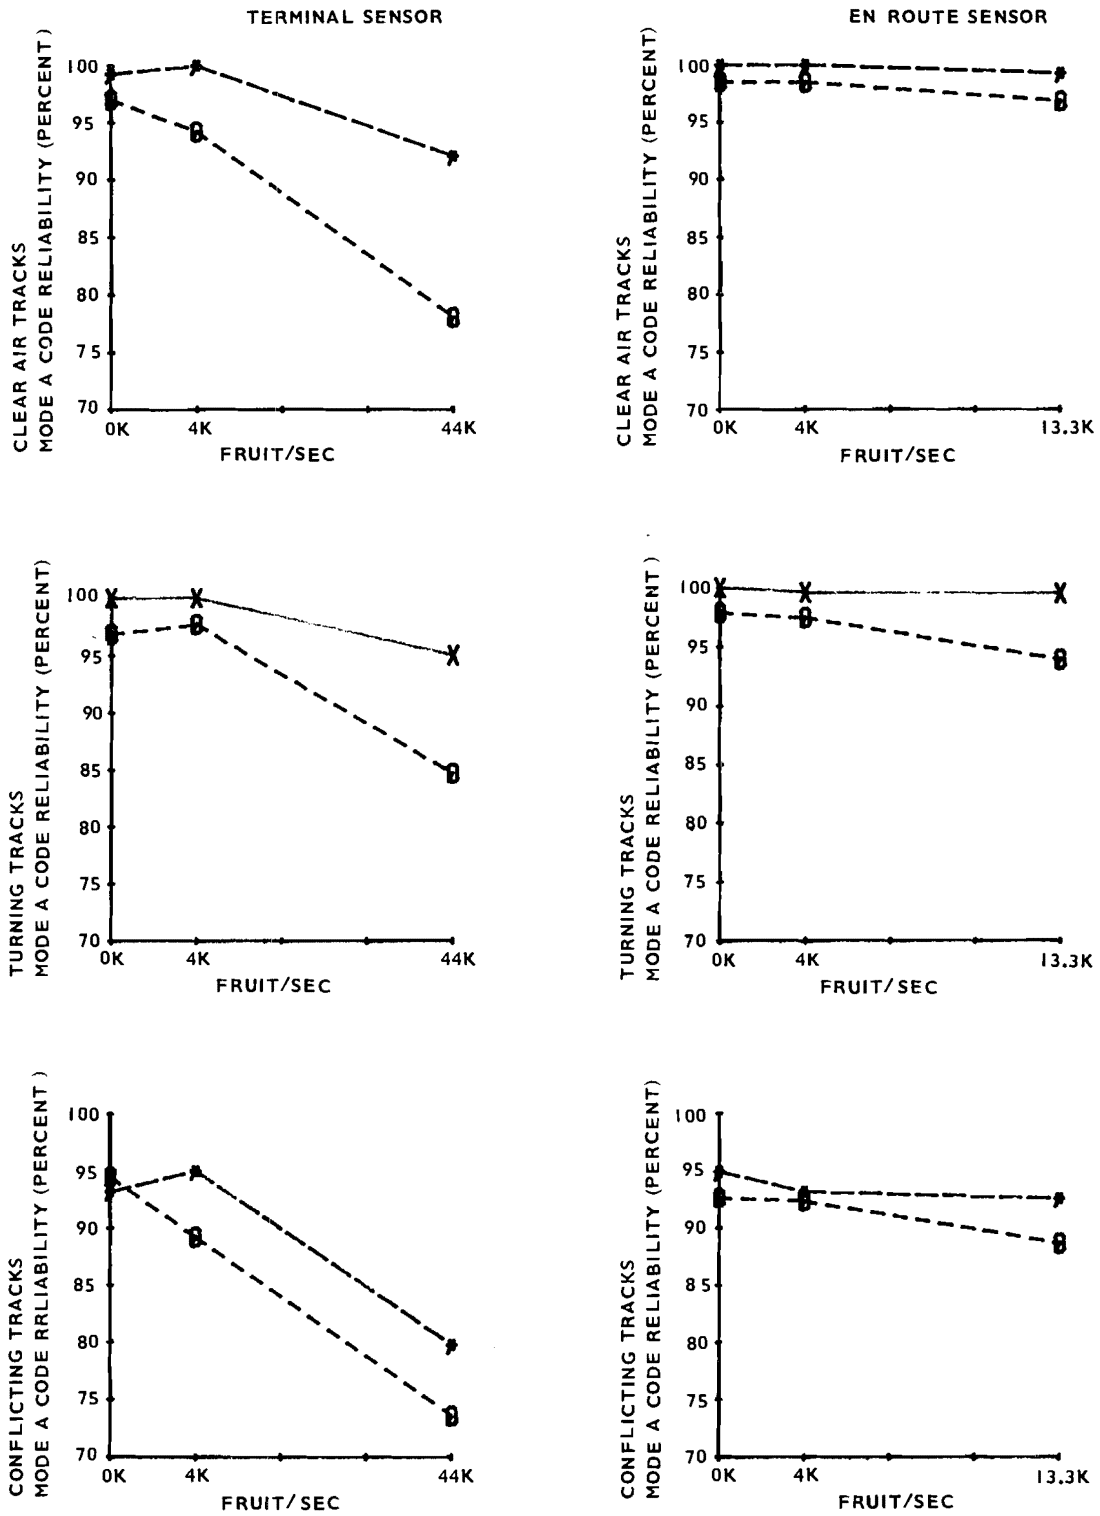 TERMINAL SENSOR
EN ROUTE SENSOR
CLEAR AIR TRACKS
MODE A CODE RELIABILITY (PERCENT)
100
95
90
85
80
75
70
0K 4K 44K
FRUIT/SEC
CLEAR AIR TRACKS
MODE A CODE RELIABILITY (PERCENT)
100
95
90
85
80
75
70
0K 4K 13.3K
FRUIT/SEC
TURNING TRACKS
MODE A CODE RELIABILITY (PERCENT)
100
95
90
85
80
75
70
0K 4K 44K
FRUIT/SEC
TURNING TRACKS
MODE A CODE RELIABILITY (PERCENT)
100
95
90
85
80
75
70
0K 4K 13.3K
FRUIT/SEC
CONFLICTING TRACKS
MODE A CODE RRLIABILITY (PERCENT)
100
95
90
85
80
75
70
0K 4K 44K
FRUIT/SEC
CONFLICTING TRACKS
MODE A CODE RELIABILITY (PERCENT)
100
95
90
85
80
75
70
0K 4K 13.3K
FRUIT/SEC